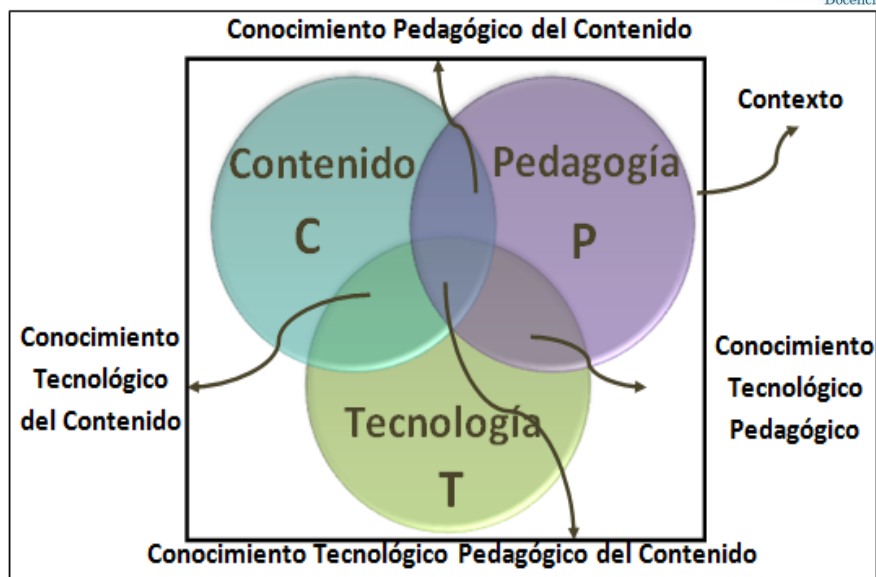 Conocimiento Pedagógico del Contenido
Contexto
Contenido
C
Pedagogía
P
Conocimiento
Tecnológico
del Contenido
Conocimiento
Tecnológico
Pedagógico
Tecnología
T
Conocimiento Tecnológico Pedagógico del Contenido